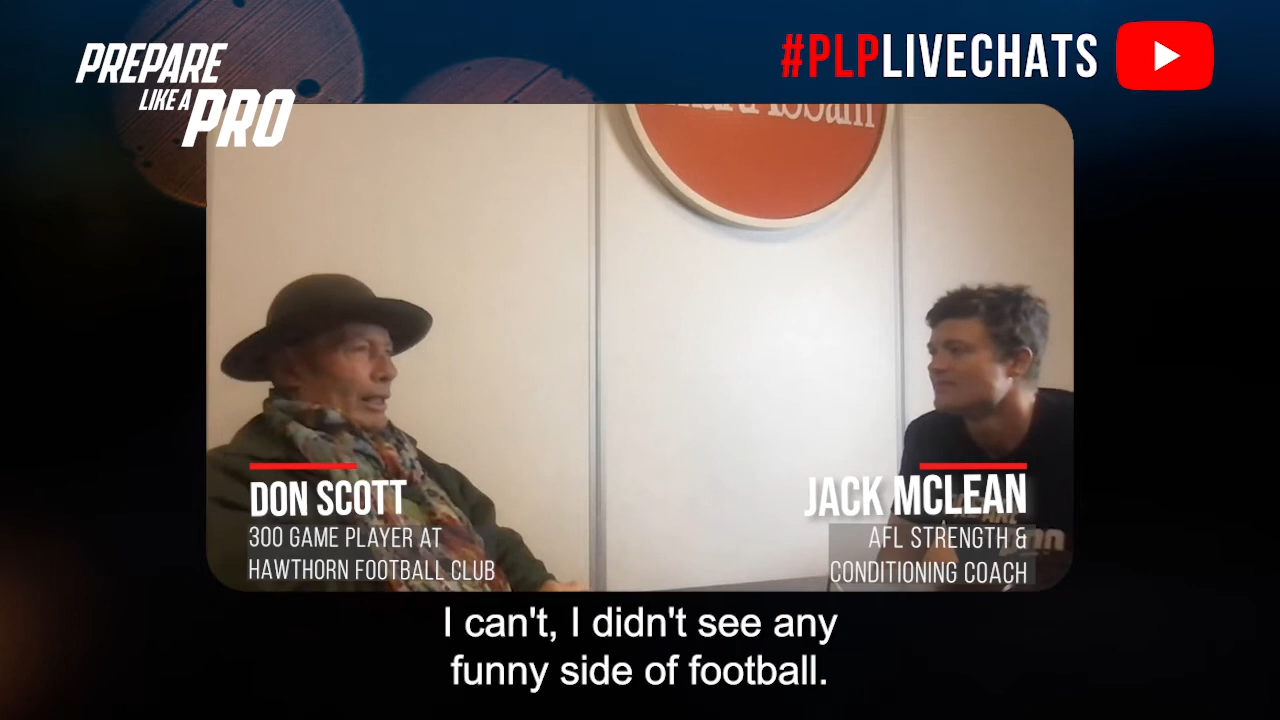 PREPARE
LIKE A
PRO
#PLPLIVECHATS
DON SCOTT
300 GAME PLAYER AT
HAWTHORN FOOTBALL CLUB
JACK MCLEAN
AFL STRENGTH &
CONDITIONING COACH
I can't, I didn't see any
funny side of football.